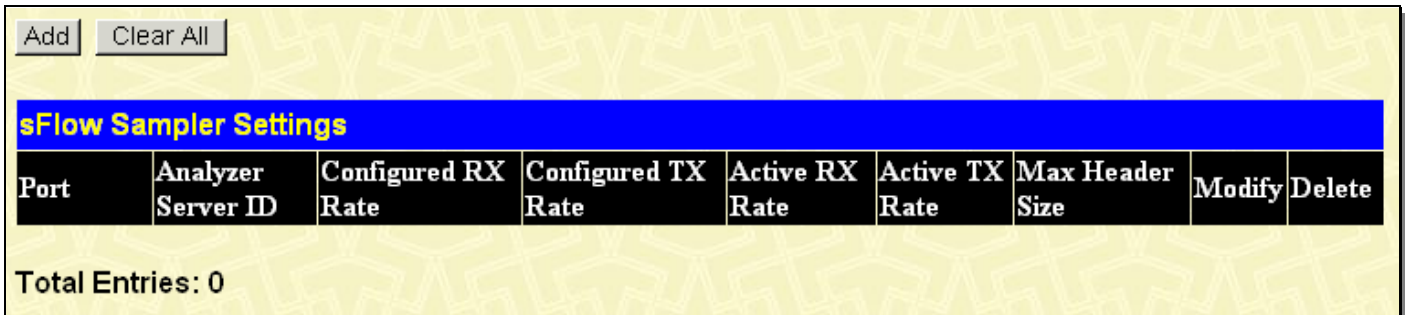 Add Clear All
sFlow Sampler Settings
Port Analyzer Server ID Configured RX Rate Configured TX Rate Active RX Rate Active TX Rate Max Header Size Modify Delete
Total Entries: 0